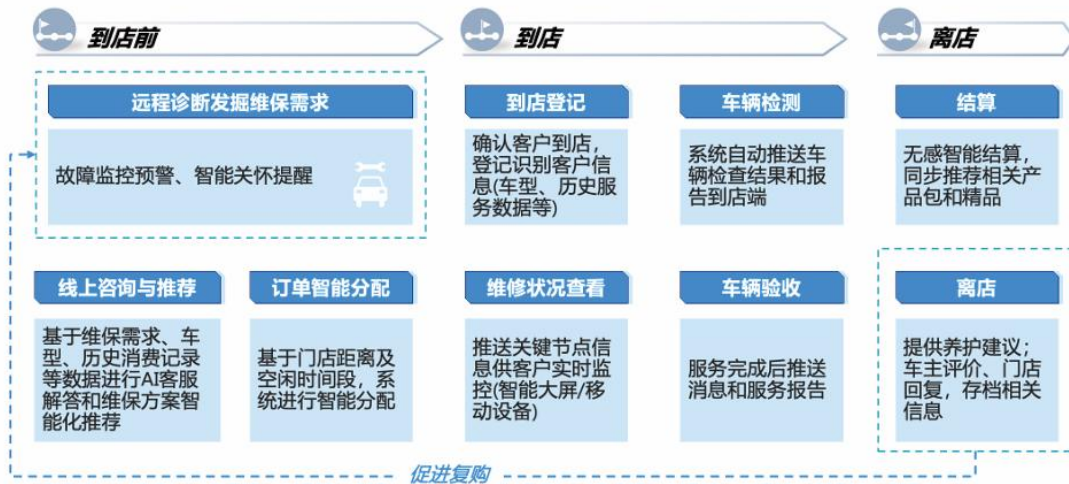 到店前
到店
离店
远程诊断发掘维保需求
故障监控预警、智能关怀提醒
到店登记
确认客户到店，
登记识别客户信
息(车型、历史服
务数据等)
车辆检测
系统自动推送车
辆检查结果和报
告到店端
结算
无感智能结算，
同步推荐相关产
品包和精品
线上咨询与推荐
基于维保需求、车
型、历史消费记录
等数据进行AI客服
解答和维保方案智
能化推荐
订单智能分配
基于门店距离及
空闲时间段，系
统进行智能分配
维修状况查看
推送关键节点信
息供客户实时监
控(智能大屏/移
动设备)
车辆验收
服务完成后推送
消息和服务报告
离店
提供养护建议；
车主评价、门店
回复，存档相关
信息
促进复购